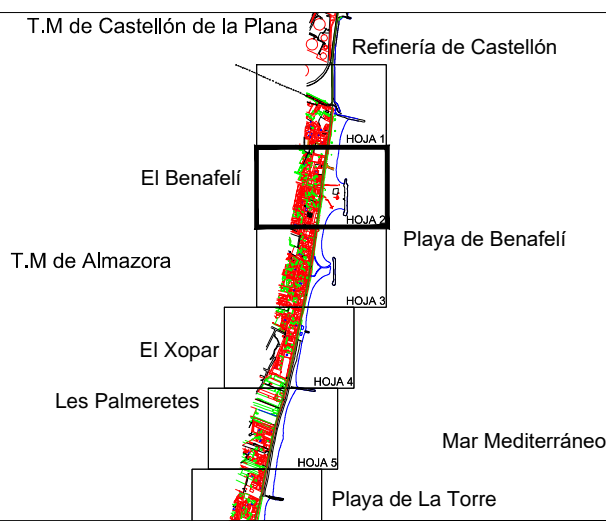 T.M de Castellón de la Plana
Refinería de Castellón
HOJA 1
El Benafelí
HOJA 2
Playa de Benafelí
T.M de Almazora
HOJA 3
El Xopar
HOJA 4
Les Palmeretes
Mar Mediterráneo
HOJA 5
Playa de La Torre